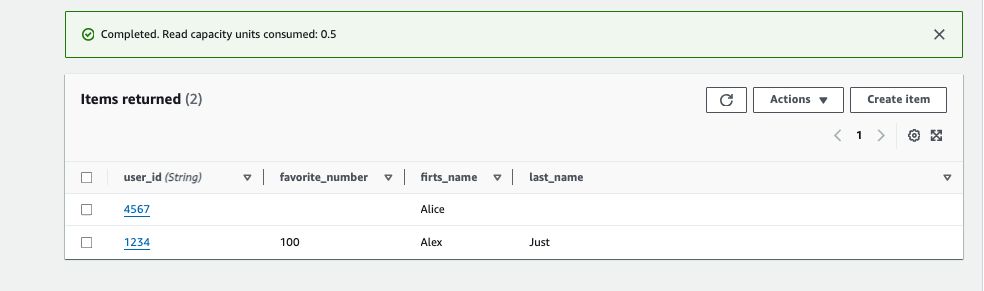 Completed. Read capacity units consumed: 0.5
Items returned (2)
Actions
Create item
1
user_id (String) favorite_number firts_name last_name
4567 Alice
1234 100 Alex Just